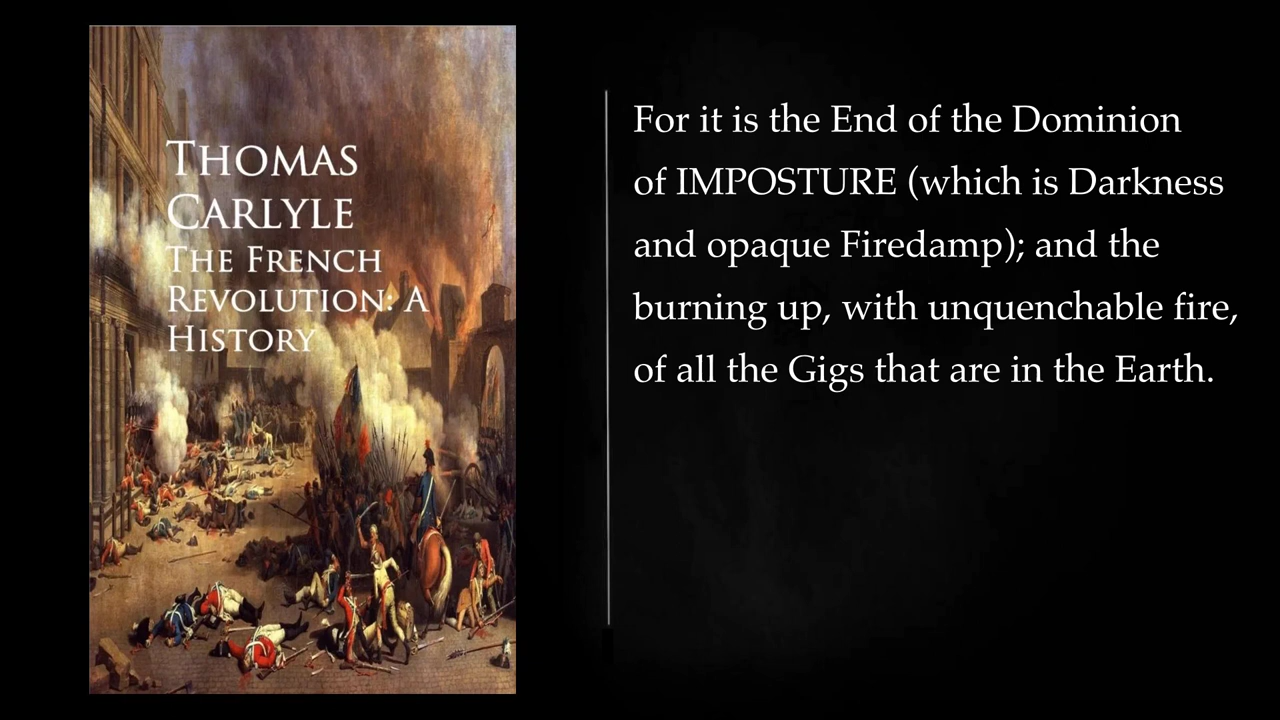 THOMAS
CARLYLE
THE FRENCH
REVOLUTION: A
HISTORY
For it is the End of the Dominion
of IMPOSTURE (which is Darkness
and opaque Firedamp); and the
burning up, with unquenchable fire,
of all the Gigs that are in the Earth.